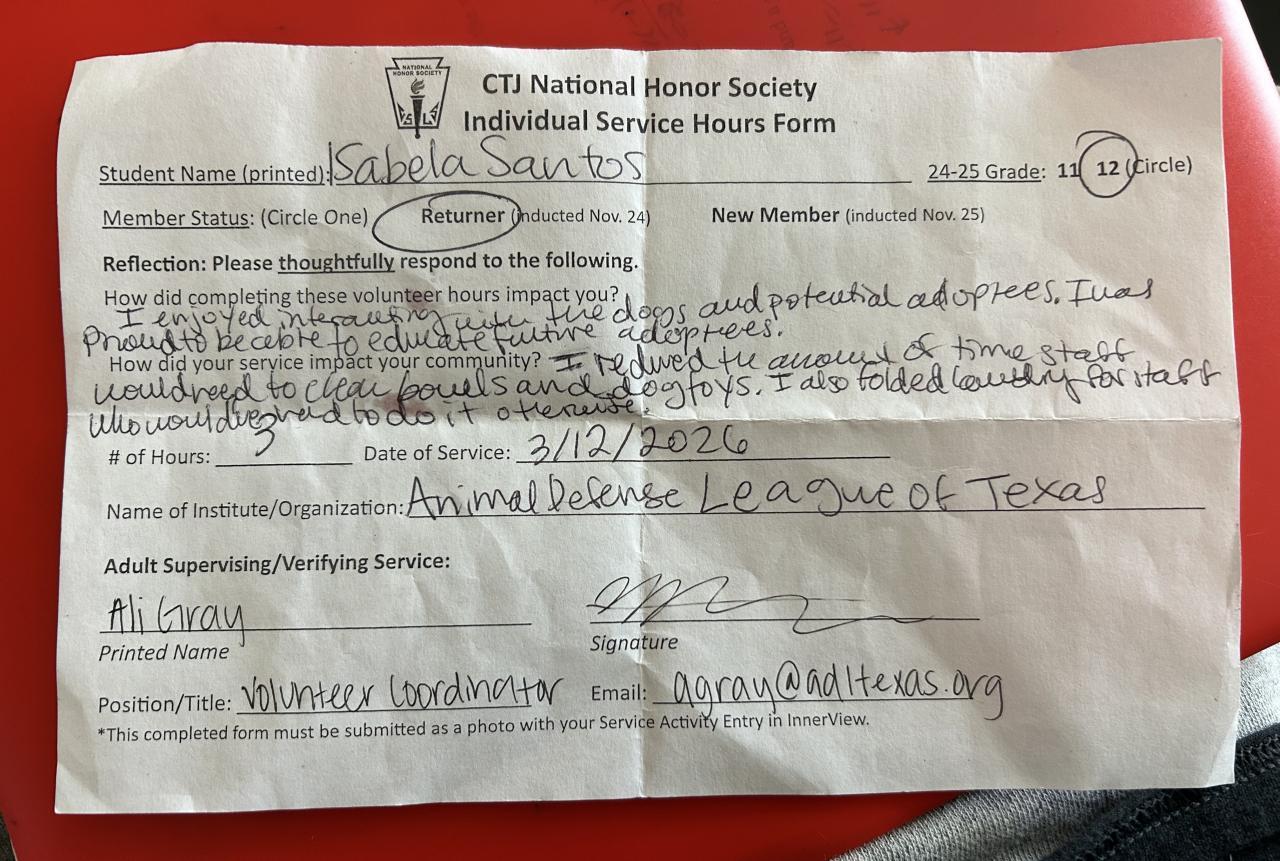 NATIONAL
HONOR SOCIETY
CTJ National Honor Society
Individual Service Hours Form
Student Name (printed): Isabela Santos 24-25 Grade: 11 12 (Circle)
Member Status: (Circle One) Returner (inducted Nov. 24) New Member (inducted Nov. 25)
Reflection: Please thoughtfully respond to the following.
How did completing these volunteer hours impact you?
I enjoyed interacting with the dogs and potential adoptees. I was
proud to be able to educate future adoptees.
How did your service impact your community? I reduced the amount of time staff
would need to clean bowels and dog toys. I also folded laundry for staff
who would need to do it otherwise.
# of Hours: 3 Date of Service: 3/12/2026
Name of Institute/Organization: Animal Defense League of Texas
Adult Supervising/Verifying Service:
Ali Gray
Printed Name Signature
Position/Title: Volunteer Coordinator Email: agray@adltexas.org
*This completed form must be submitted as a photo with your Service Activity Entry in InnerView.